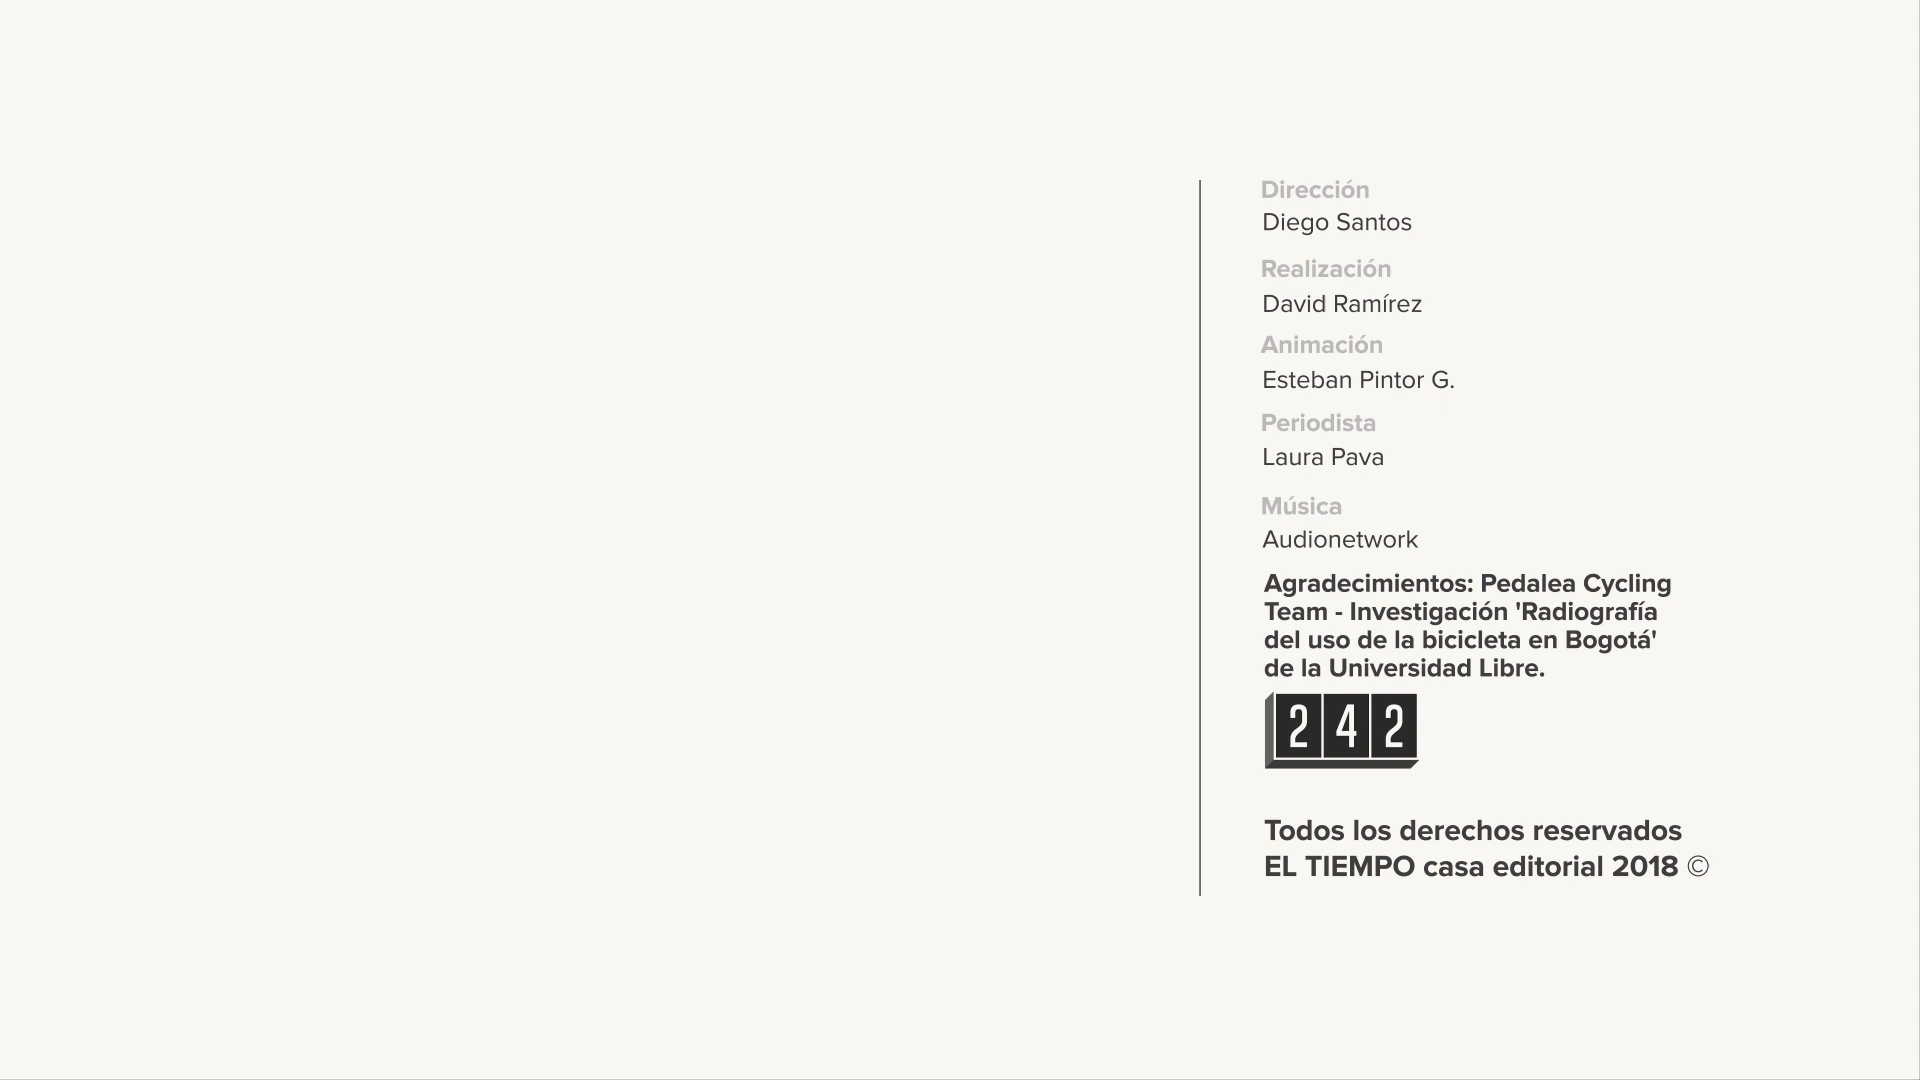 Dirección
Diego Santos
Realización
David Ramírez
Animación
Esteban Pintor G.
Periodista
Laura Pava
Música
Audionetwork
Agradecimientos: Pedalea Cycling
Team - Investigación 'Radiografía
del uso de la bicicleta en Bogotá'
de la Universidad Libre.
242
Todos los derechos reservados
EL TIEMPO casa editorial 2018 ©